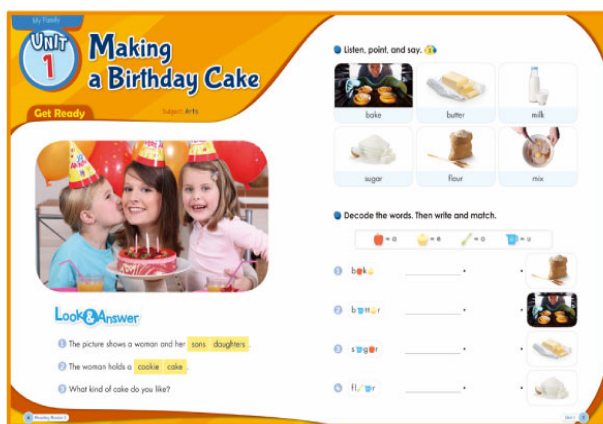 My Family
UNIT 1
Making
a Birthday Cake
Get Ready
Subject: Arts
Look & Answer
1 The picture shows a woman and her sons daughters .
2 The woman holds a cookie cake .
3 What kind of cake do you like?
Listen, point, and say.
bake butter milk
sugar flour mix
Decode the words. Then write and match.
= a = e = o = u
1 b k
2 b tt r
3 s g r
4 fl r